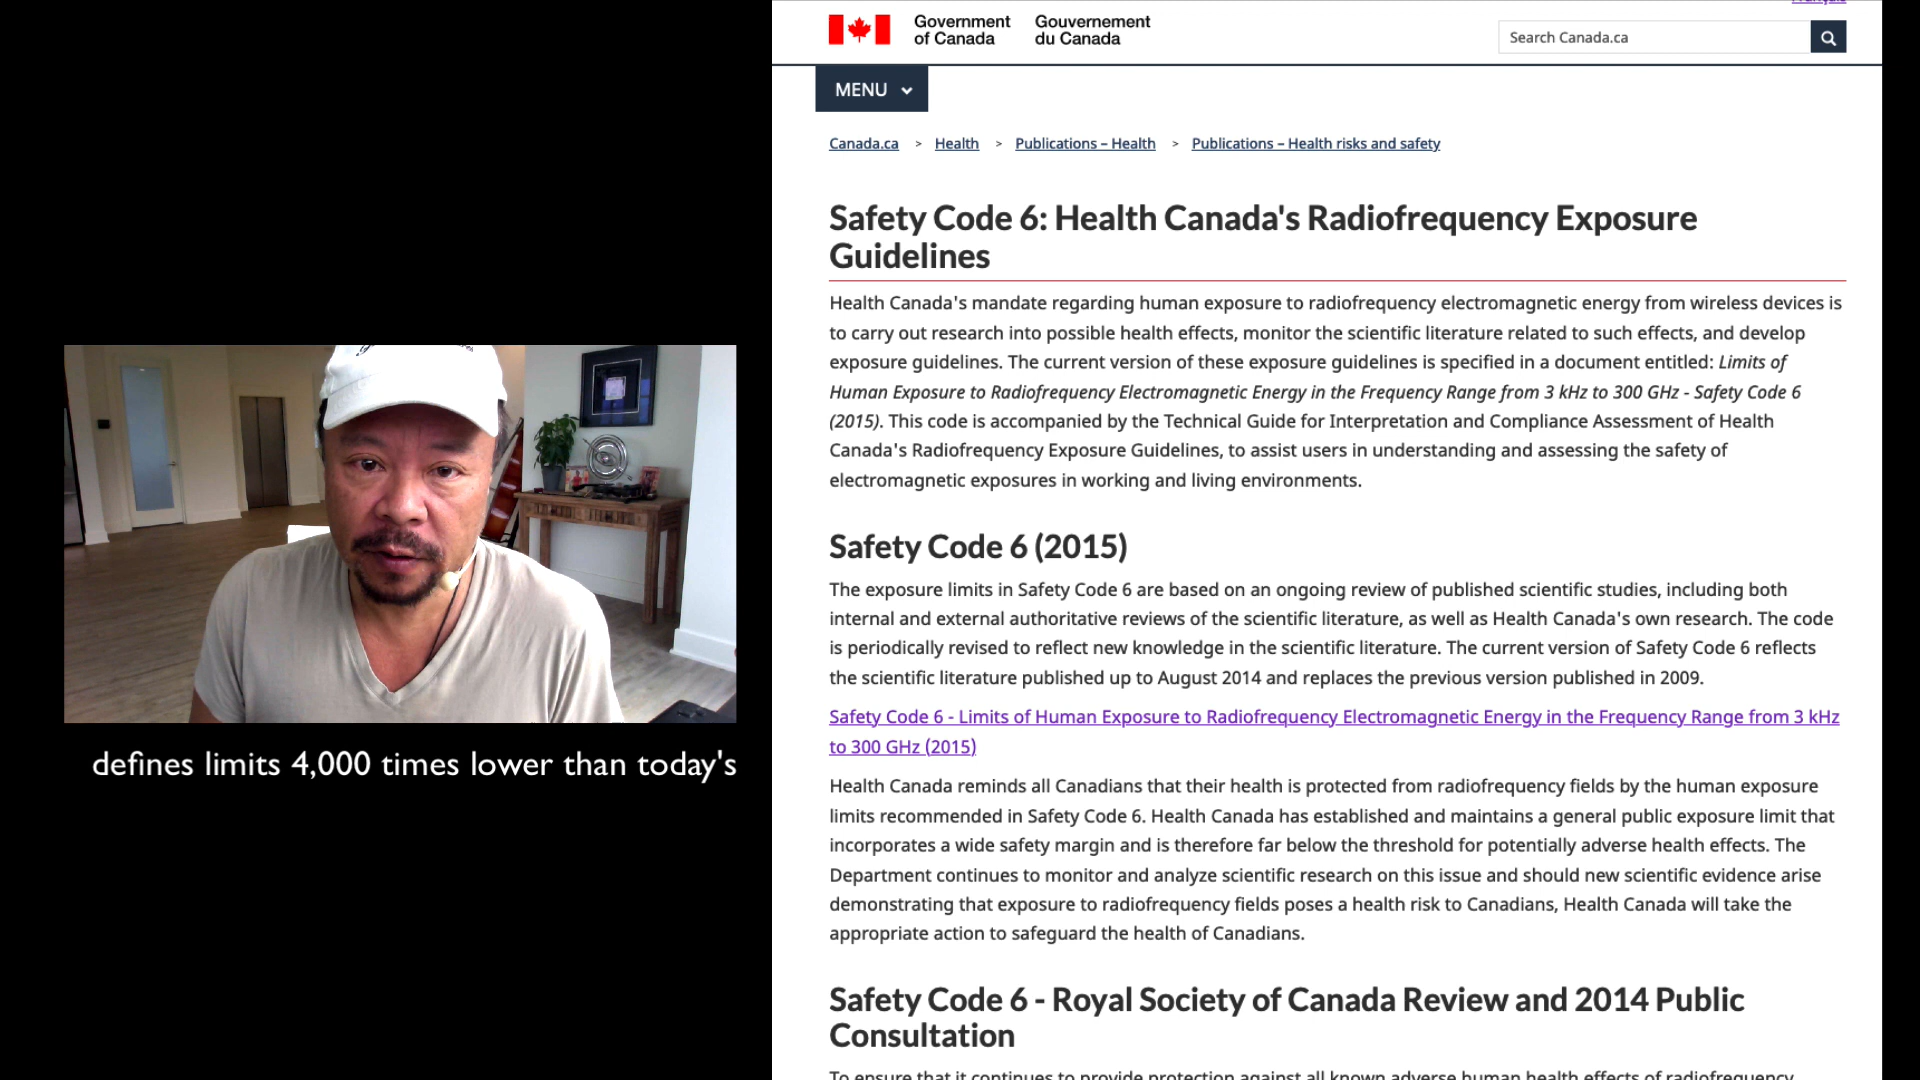 defines limits 4,000 times lower than today's
Français
Government
of Canada
Gouvernement
du Canada
Search Canada.ca
MENU
Canada.ca > Health > Publications – Health > Publications – Health risks and safety
Safety Code 6: Health Canada's Radiofrequency Exposure
Guidelines
Health Canada's mandate regarding human exposure to radiofrequency electromagnetic energy from wireless devices is
to carry out research into possible health effects, monitor the scientific literature related to such effects, and develop
exposure guidelines. The current version of these exposure guidelines is specified in a document entitled: Limits of
Human Exposure to Radiofrequency Electromagnetic Energy in the Frequency Range from 3 kHz to 300 GHz - Safety Code 6
(2015). This code is accompanied by the Technical Guide for Interpretation and Compliance Assessment of Health
Canada's Radiofrequency Exposure Guidelines, to assist users in understanding and assessing the safety of
electromagnetic exposures in working and living environments.
Safety Code 6 (2015)
The exposure limits in Safety Code 6 are based on an ongoing review of published scientific studies, including both
internal and external authoritative reviews of the scientific literature, as well as Health Canada's own research. The code
is periodically revised to reflect new knowledge in the scientific literature. The current version of Safety Code 6 reflects
the scientific literature published up to August 2014 and replaces the previous version published in 2009.
Safety Code 6 - Limits of Human Exposure to Radiofrequency Electromagnetic Energy in the Frequency Range from 3 kHz
to 300 GHz (2015)
Health Canada reminds all Canadians that their health is protected from radiofrequency fields by the human exposure
limits recommended in Safety Code 6. Health Canada has established and maintains a general public exposure limit that
incorporates a wide safety margin and is therefore far below the threshold for potentially adverse health effects. The
Department continues to monitor and analyze scientific research on this issue and should new scientific evidence arise
demonstrating that exposure to radiofrequency fields poses a health risk to Canadians, Health Canada will take the
appropriate action to safeguard the health of Canadians.
Safety Code 6 - Royal Society of Canada Review and 2014 Public
Consultation
To ensure that it continues to provide protection against all known adverse human health effects of radiofrequency